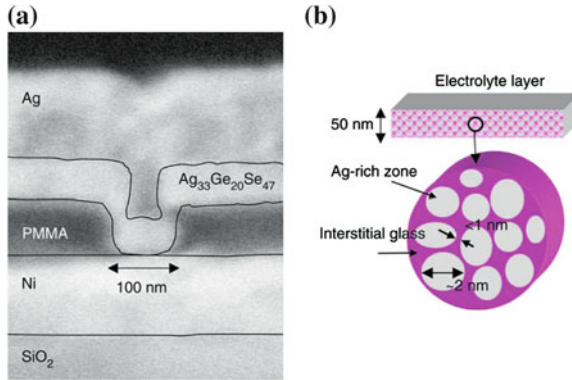 (a)
Ag
Ag₃₃Ge₂₀Se₄₇
PMMA
100 nm
Ni
SiO₂
(b)
Electrolyte layer
50 nm
Ag-rich zone
<1 nm
Interstitial glass
~2 nm